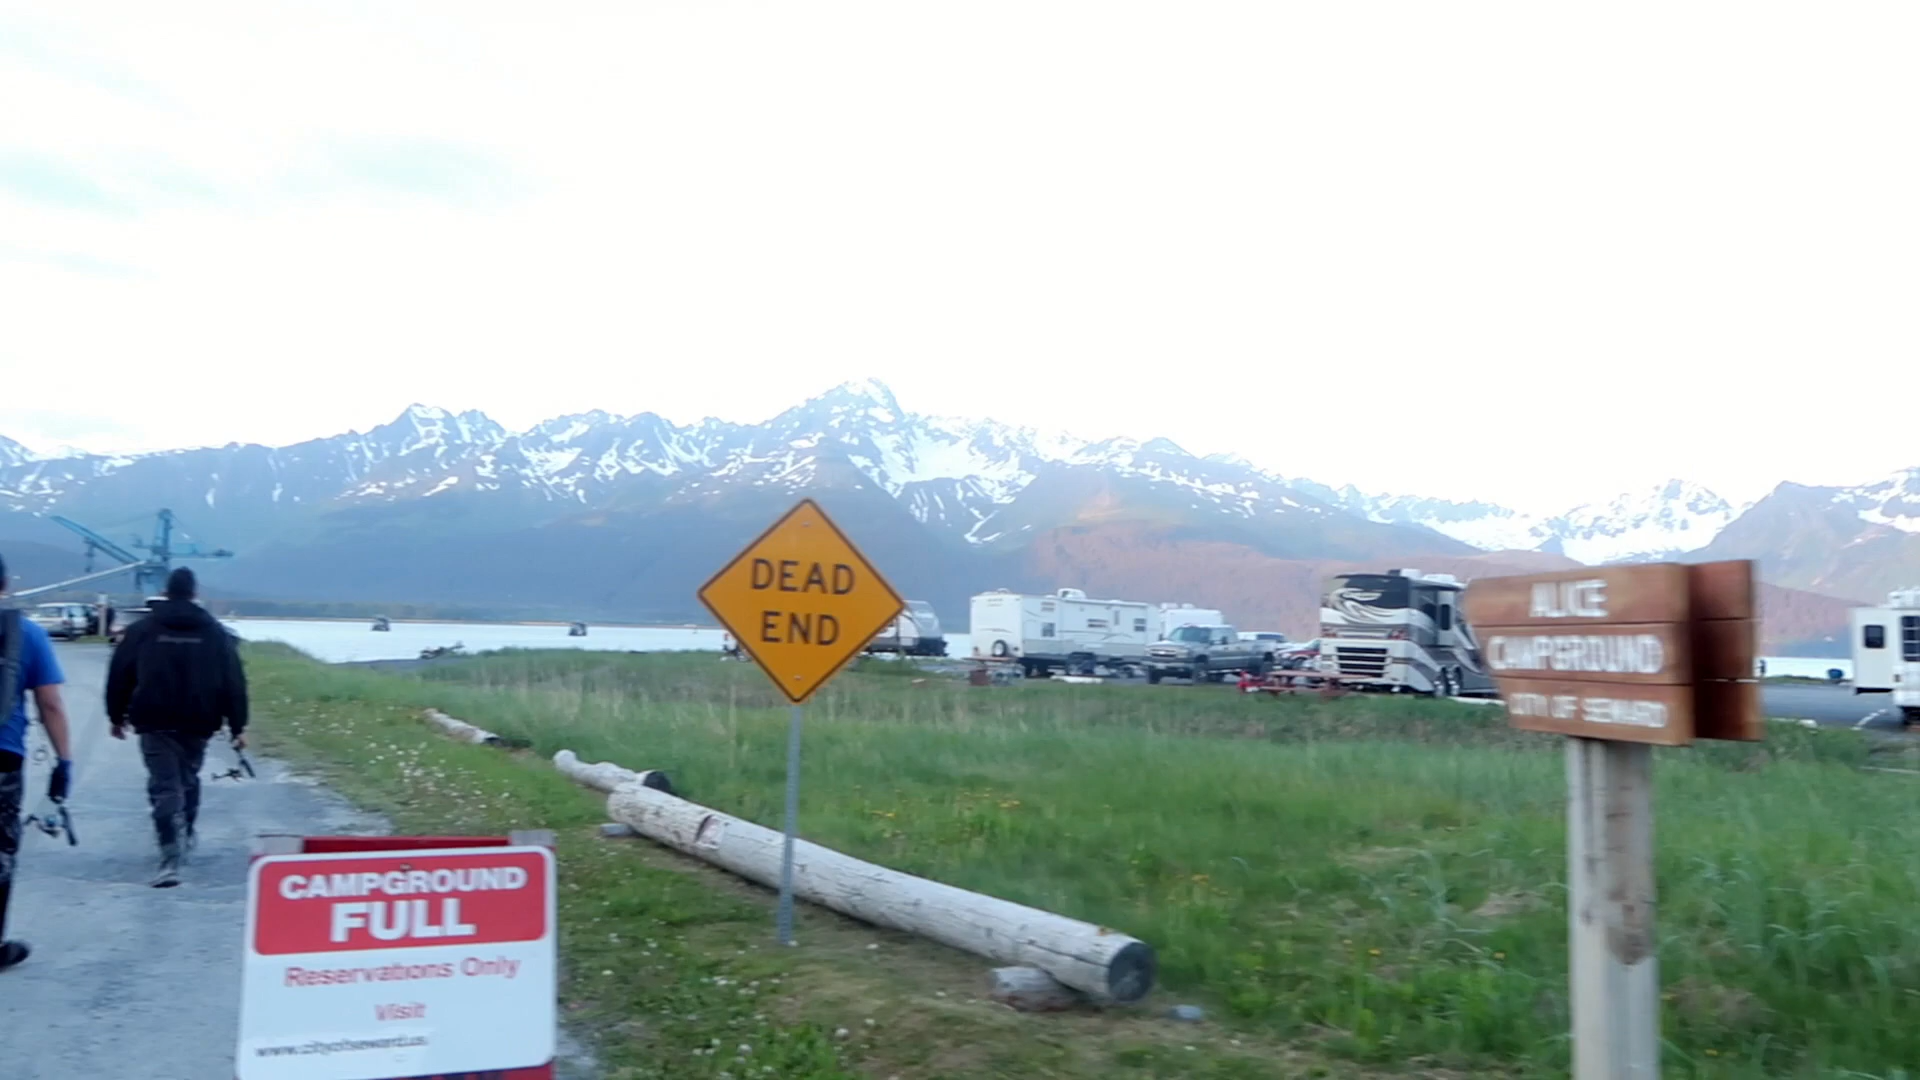 DEAD
END
ALICE
CAMPGROUND
CITY OF SEWARD
CAMPGROUND
FULL
Reservations Only
Visit
www.cityofseward.us